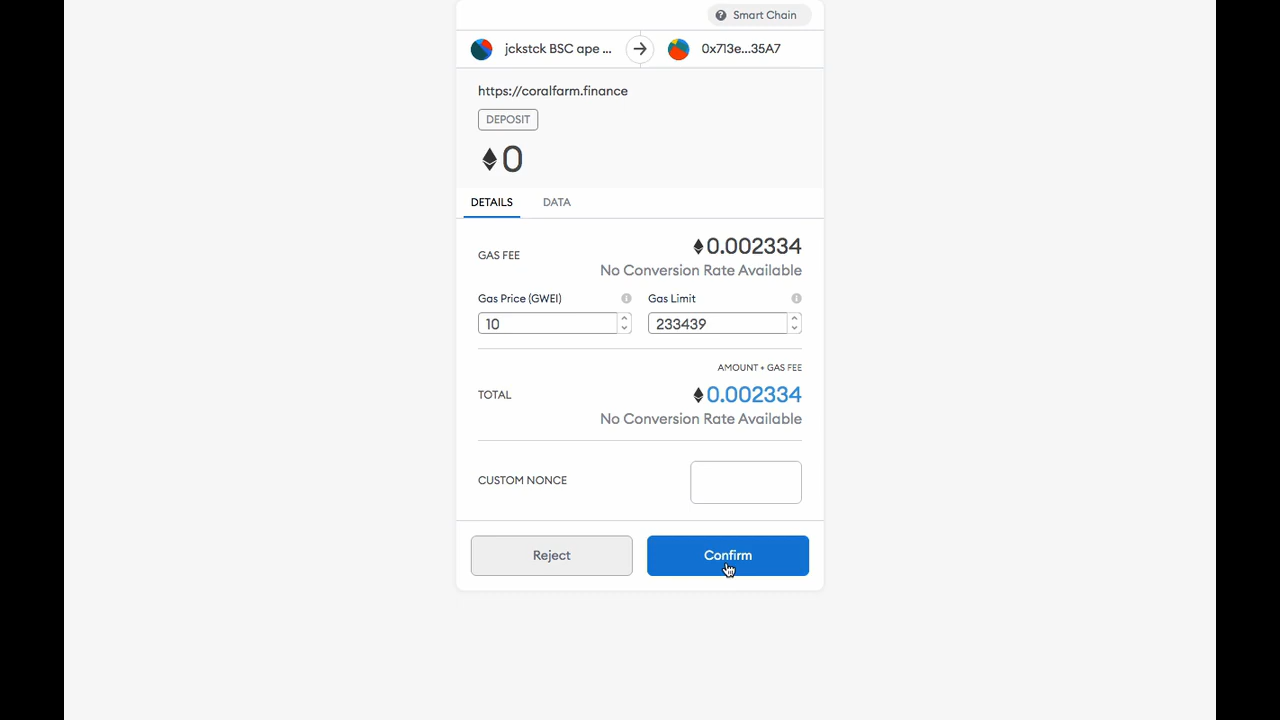 Smart Chain
jckstck BSC ape ... 0x713e...35A7
https://coralfarm.finance
DEPOSIT
0
DETAILS DATA
GAS FEE 0.002334
No Conversion Rate Available
Gas Price (GWEI) Gas Limit
10 233439
AMOUNT + GAS FEE
TOTAL 0.002334
No Conversion Rate Available
CUSTOM NONCE
Reject Confirm